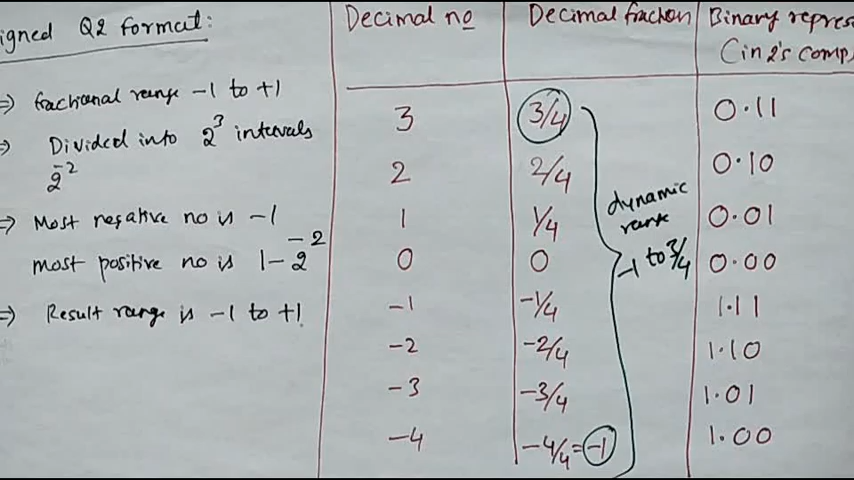 igned Q2 format:
⇒ fractional range -1 to +1
⇒ Divided into 2³ intervals
2⁻²
⇒ Most negative no is -1
most positive no is 1-2⁻²
⇒ Result range is -1 to +1.
Decimal no Decimal fraction Binary repres
(in 2's comp
3 3/4 0.11
2 2/4 0.10
1 1/4 0.01
0 0 0.00
-1 -1/4 1.11
-2 -2/4 1.10
-3 -3/4 1.01
-4 -4/4=-1 1.00
dynamic
range
-1 to 3/4